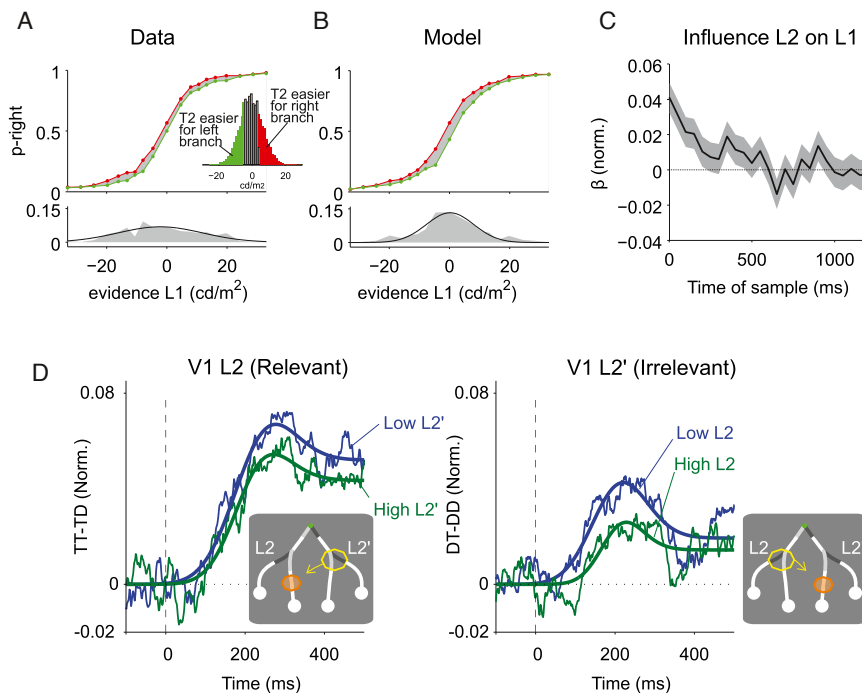 A
Data
p-right
1
0.5
0
T2 easier
for left
branch
T2 easier
for right
branch
−20
0
20
cd/m2
0.15
0
−20
0
20
evidence L1 (cd/m²)
B
Model
1
0.5
0
0.15
0
−20
0
20
evidence L1 (cd/m²)
C
Influence L2 on L1
β (norm.)
0.06
0.04
0.02
0
−0.02
−0.04
0
500
1000
Time of sample (ms)
D
V1 L2 (Relevant)
TT-TD (Norm.)
0.08
0
-0.02
Low L2'
High L2'
L2
L2'
0
200
400
Time (ms)
V1 L2' (Irrelevant)
DT-DD (Norm.)
0.08
0
-0.02
Low L2
High L2
L2
L2'
0
200
400
Time (ms)